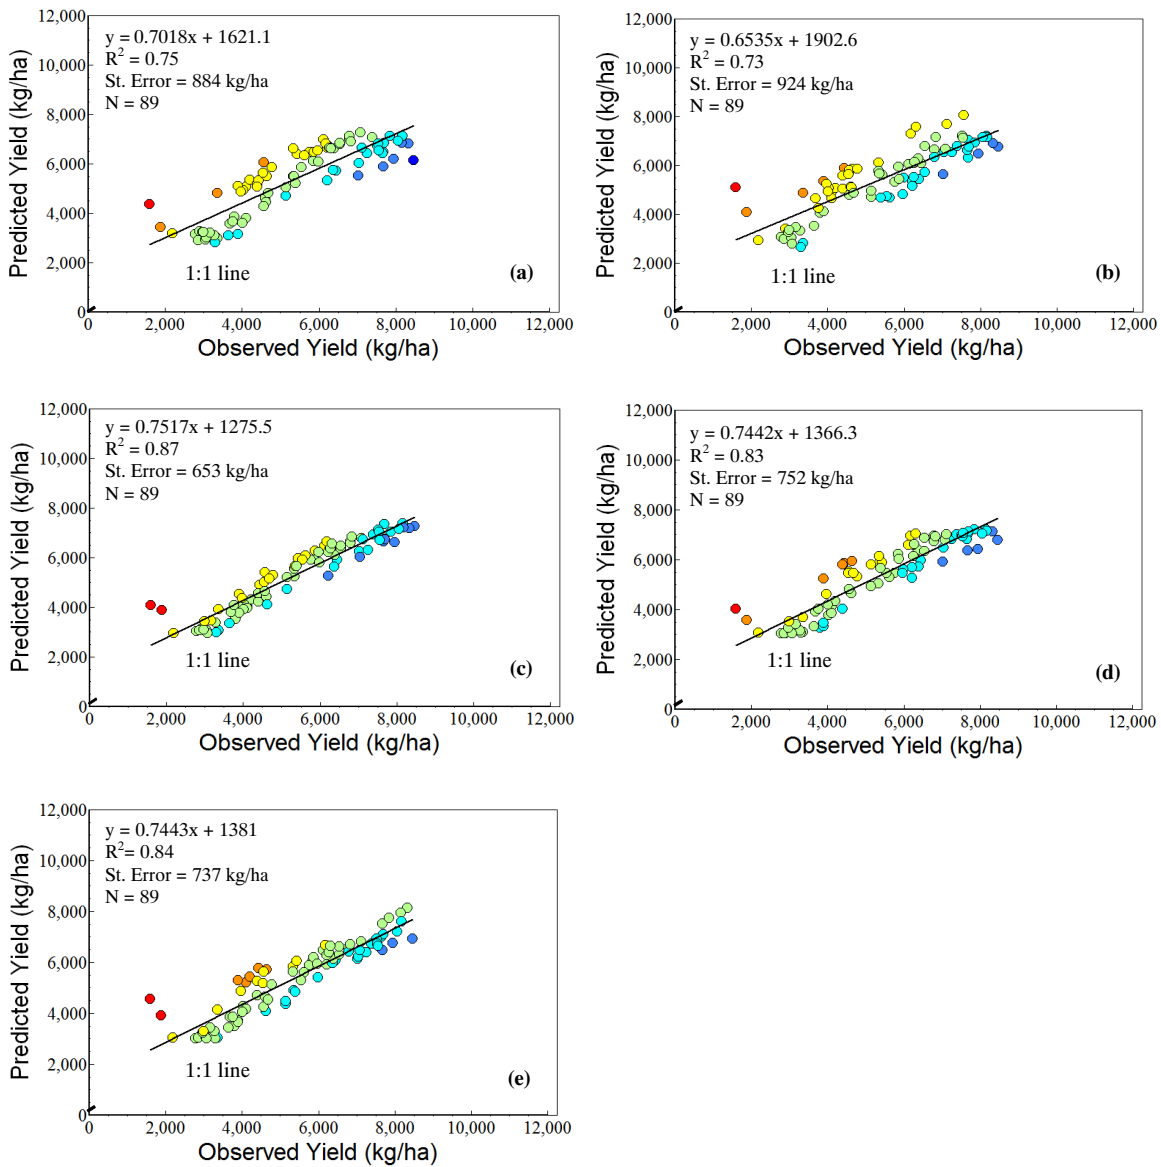 12,000
10,000
8,000
6,000
4,000
2,000
0
y = 0.7018x + 1621.1
R² = 0.75
St. Error = 884 kg/ha
N = 89
1:1 line
(a)
0 2,000 4,000 6,000 8,000 10,000 12,000
Observed Yield (kg/ha)
Predicted Yield (kg/ha)
12,000
10,000
8,000
6,000
4,000
2,000
0
y = 0.6535x + 1902.6
R² = 0.73
St. Error = 924 kg/ha
N = 89
1:1 line
(b)
0 2,000 4,000 6,000 8,000 10,000 12,000
Observed Yield (kg/ha)
Predicted Yield (kg/ha)
12,000
10,000
8,000
6,000
4,000
2,000
0
y = 0.7517x + 1275.5
R² = 0.87
St. Error = 653 kg/ha
N = 89
1:1 line
(c)
0 2,000 4,000 6,000 8,000 10,000 12,000
Observed Yield (kg/ha)
Predicted Yield (kg/ha)
12,000
10,000
8,000
6,000
4,000
2,000
0
y = 0.7442x + 1366.3
R² = 0.83
St. Error = 752 kg/ha
N = 89
1:1 line
(d)
0 2,000 4,000 6,000 8,000 10,000 12,000
Observed Yield (kg/ha)
Predicted Yield (kg/ha)
12,000
10,000
8,000
6,000
4,000
2,000
0
y = 0.7443x + 1381
R²= 0.84
St. Error = 737 kg/ha
N = 89
1:1 line
(e)
0 2,000 4,000 6,000 8,000 10,000 12,000
Observed Yield (kg/ha)
Predicted Yield (kg/ha)